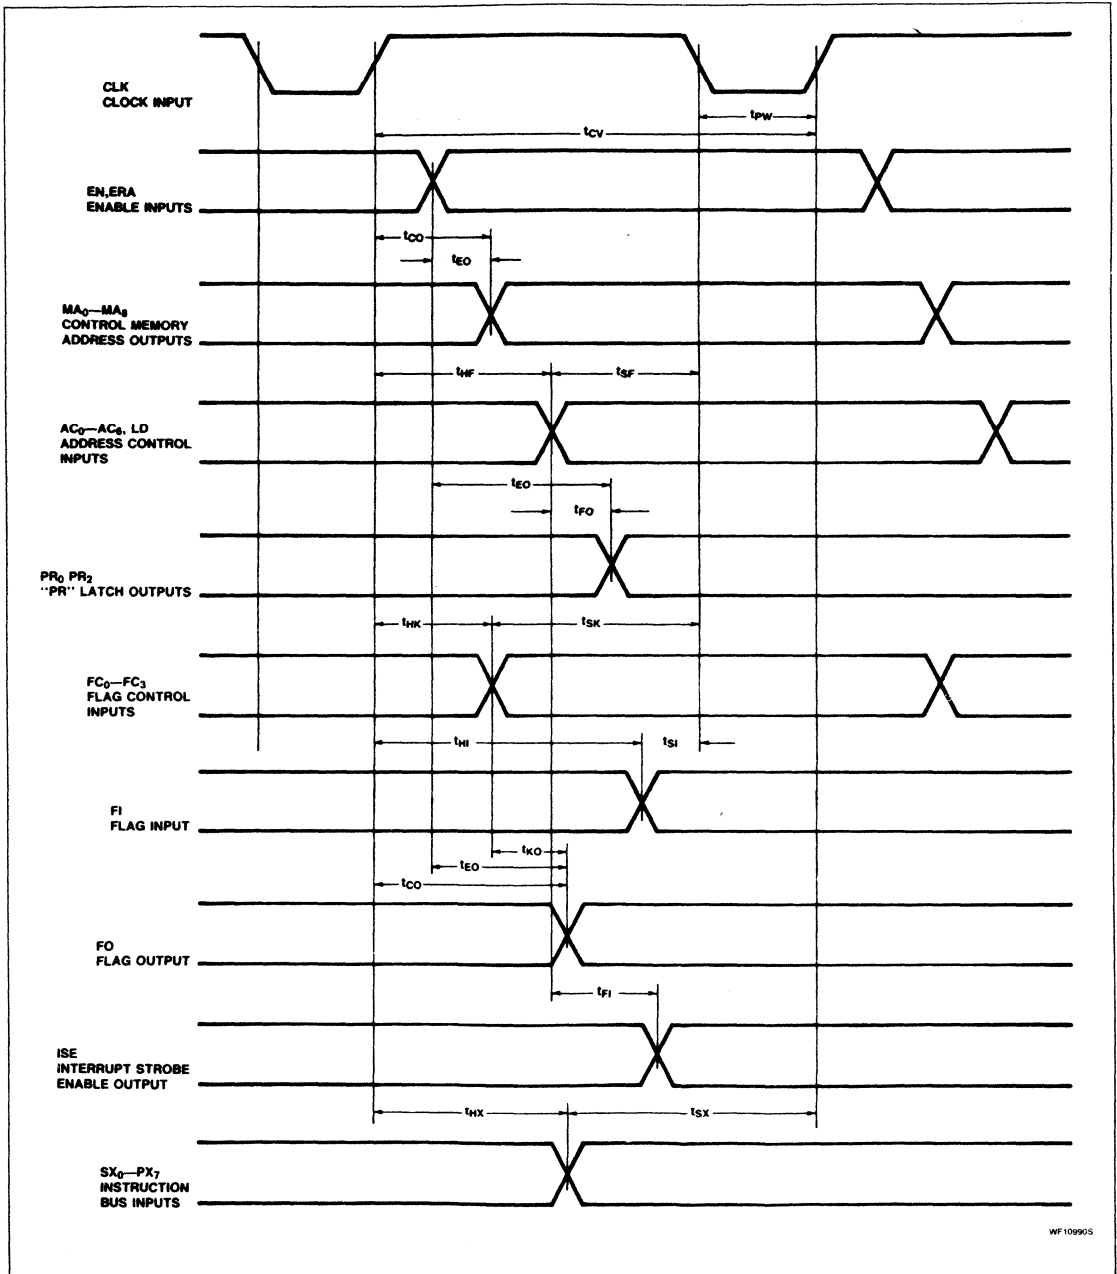 CLK
CLOCK INPUT
tPW
tCV
EN,ERA
ENABLE INPUTS
tCO
tEO
MA0—MA8
CONTROL MEMORY
ADDRESS OUTPUTS
tHF
tSF
AC0—AC6, LD
ADDRESS CONTROL
INPUTS
tEO
tFO
PR0 PR2
"PR" LATCH OUTPUTS
tHK
tSK
FC0—FC3
FLAG CONTROL
INPUTS
tHI
tSI
FI
FLAG INPUT
tKO
tEO
tCO
FO
FLAG OUTPUT
tFI
ISE
INTERRUPT STROBE
ENABLE OUTPUT
tHX
tSX
SX0—PX7
INSTRUCTION
BUS INPUTS
WF10990S